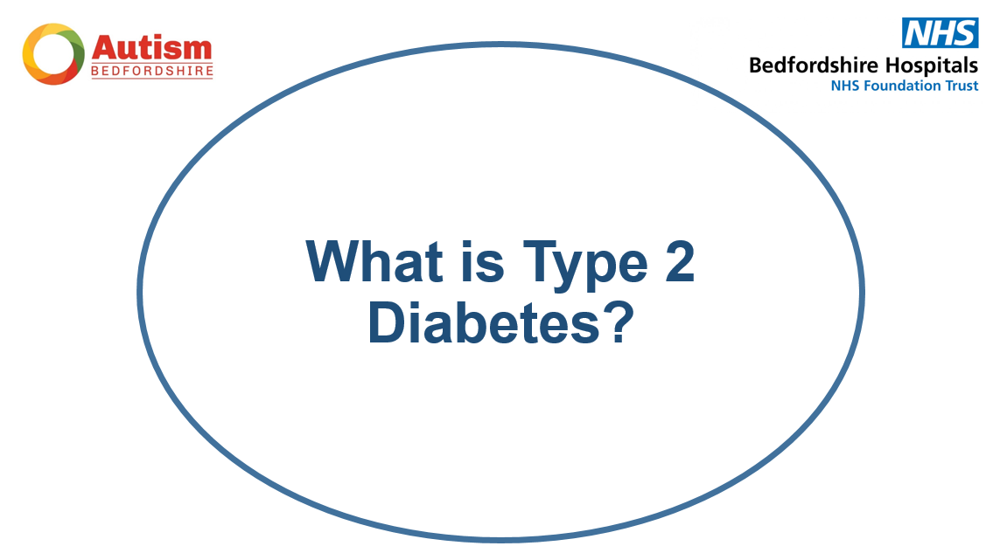 Autism
BEDFORDSHIRE
NHS
Bedfordshire Hospitals
NHS Foundation Trust
What is Type 2
Diabetes?